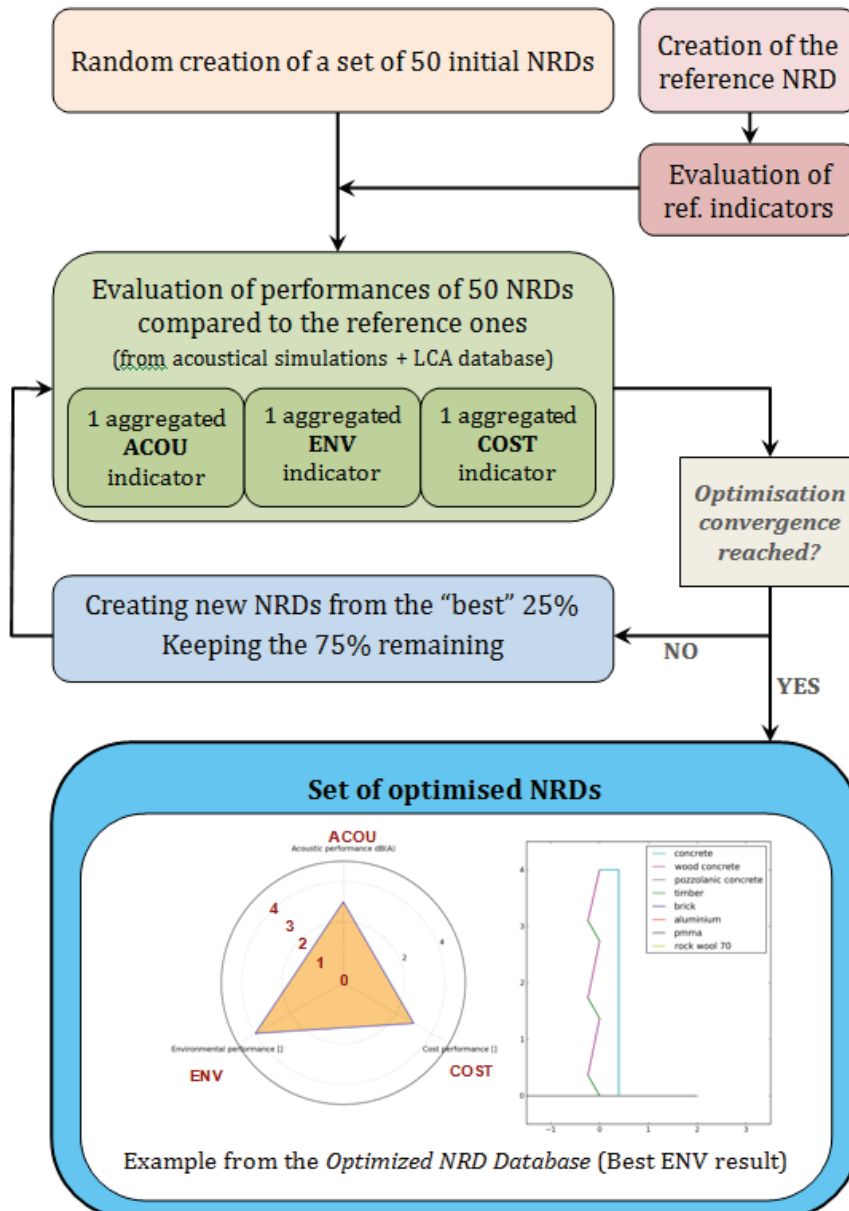 Random creation of a set of 50 initial NRDs
Creation of the
reference NRD
Evaluation of
ref. indicators
Evaluation of performances of 50 NRDs
compared to the reference ones
(from acoustical simulations + LCA database)
1 aggregated
ACOU
indicator
1 aggregated
ENV
indicator
1 aggregated
COST
indicator
Optimisation
convergence
reached?
Creating new NRDs from the “best” 25%
Keeping the 75% remaining
NO
YES
Set of optimised NRDs
ACOU
Acoustic performance dB(A)
4
3
2
1
0
2
4
Environmental performance []
Cost performance []
ENV
COST
concrete
wood concrete
pozzolanic concrete
timber
brick
aluminium
pmma
rock wool 70
4
3
2
1
0
−1
0
1
2
3
Example from the Optimized NRD Database (Best ENV result)